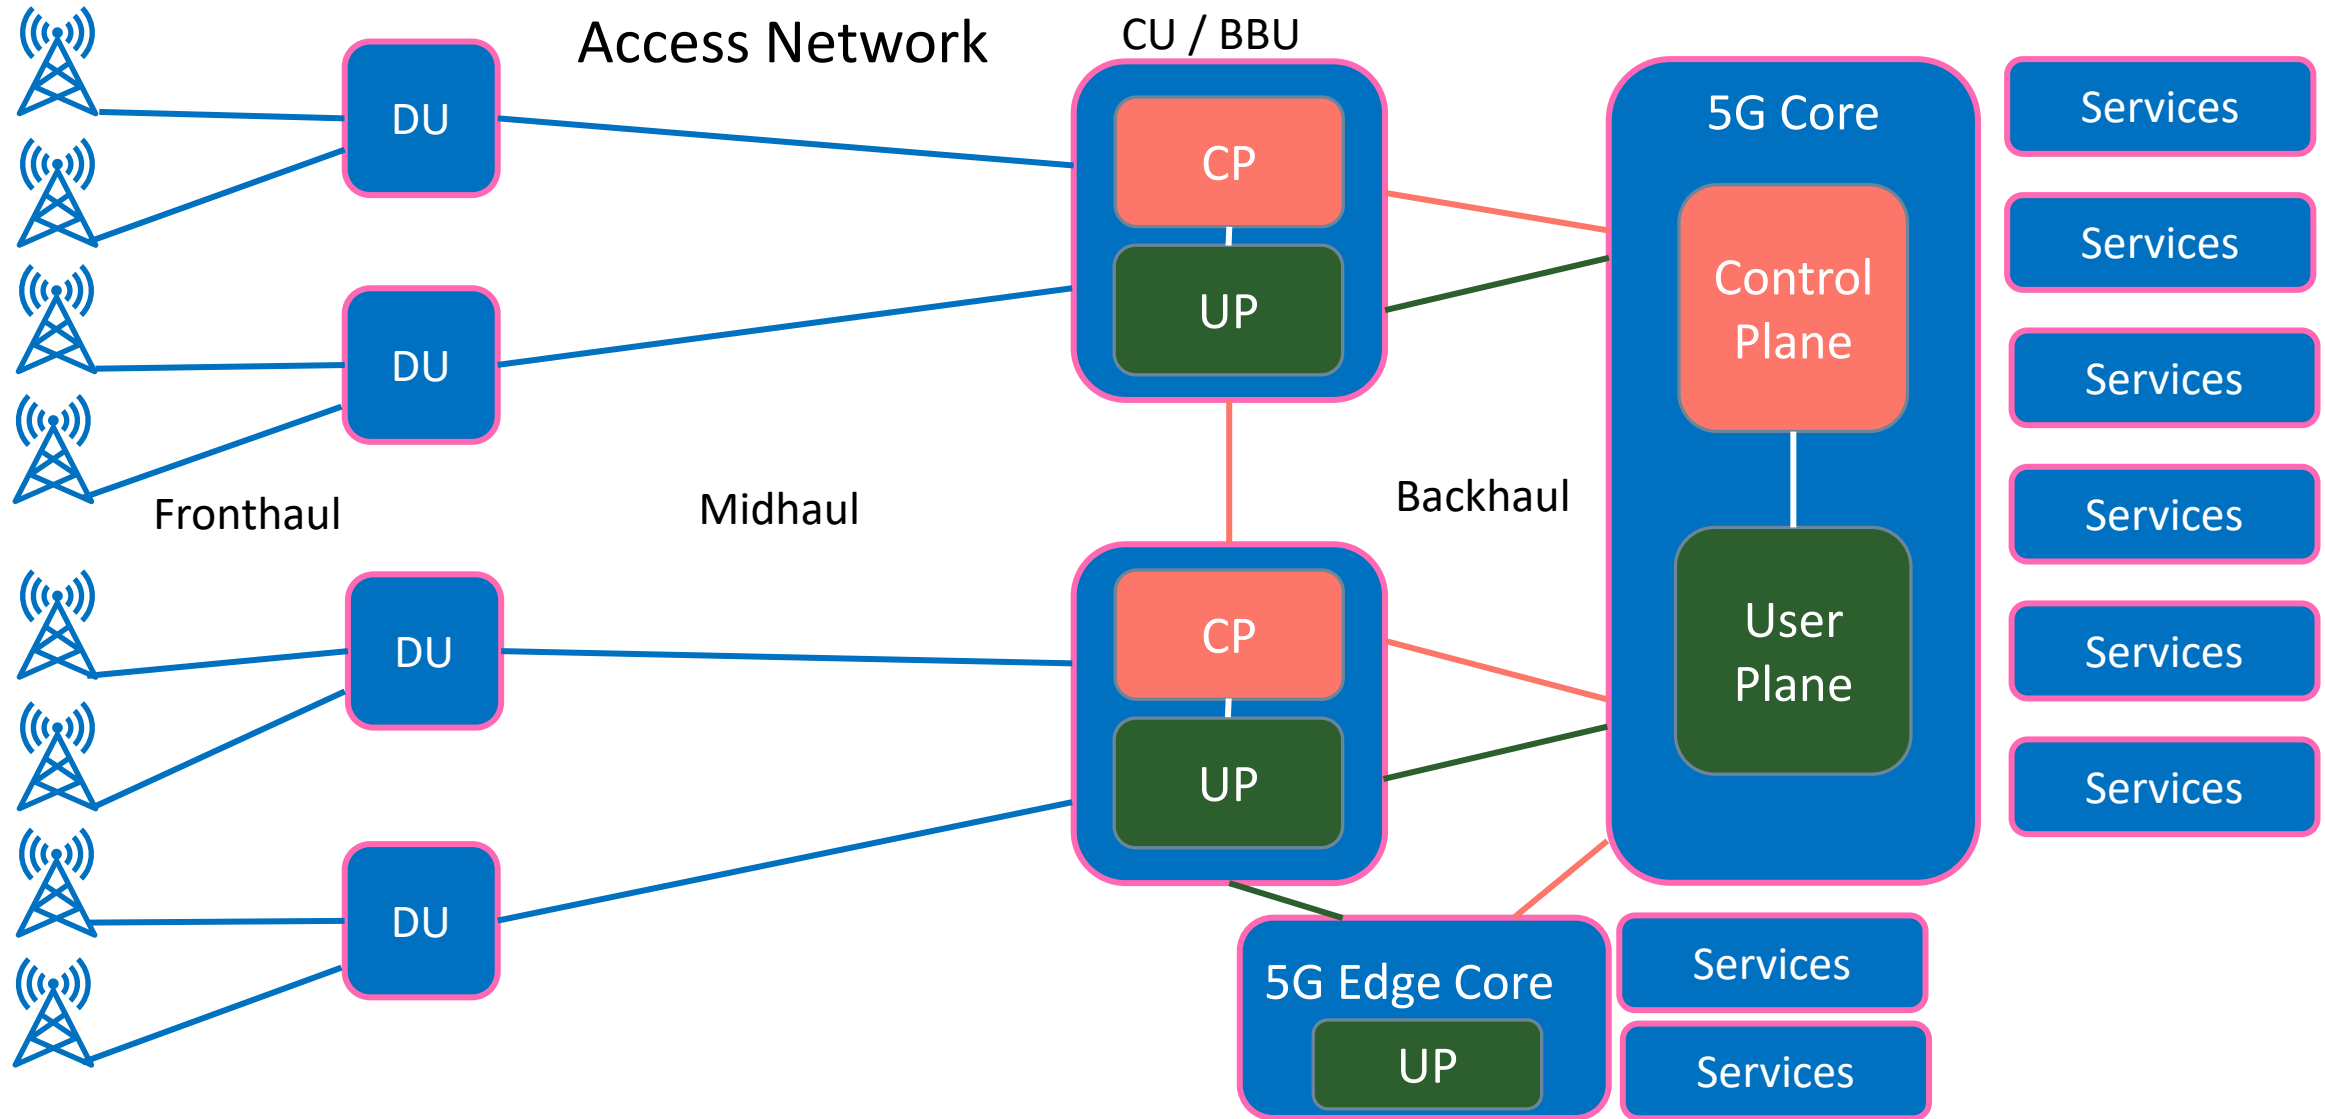 Access Network
CU / BBU
DU
DU
Fronthaul
Midhaul
DU
DU
CP
UP
Backhaul
CP
UP
5G Core
Control
Plane
User
Plane
Services
Services
Services
Services
Services
Services
5G Edge Core
UP
Services
Services